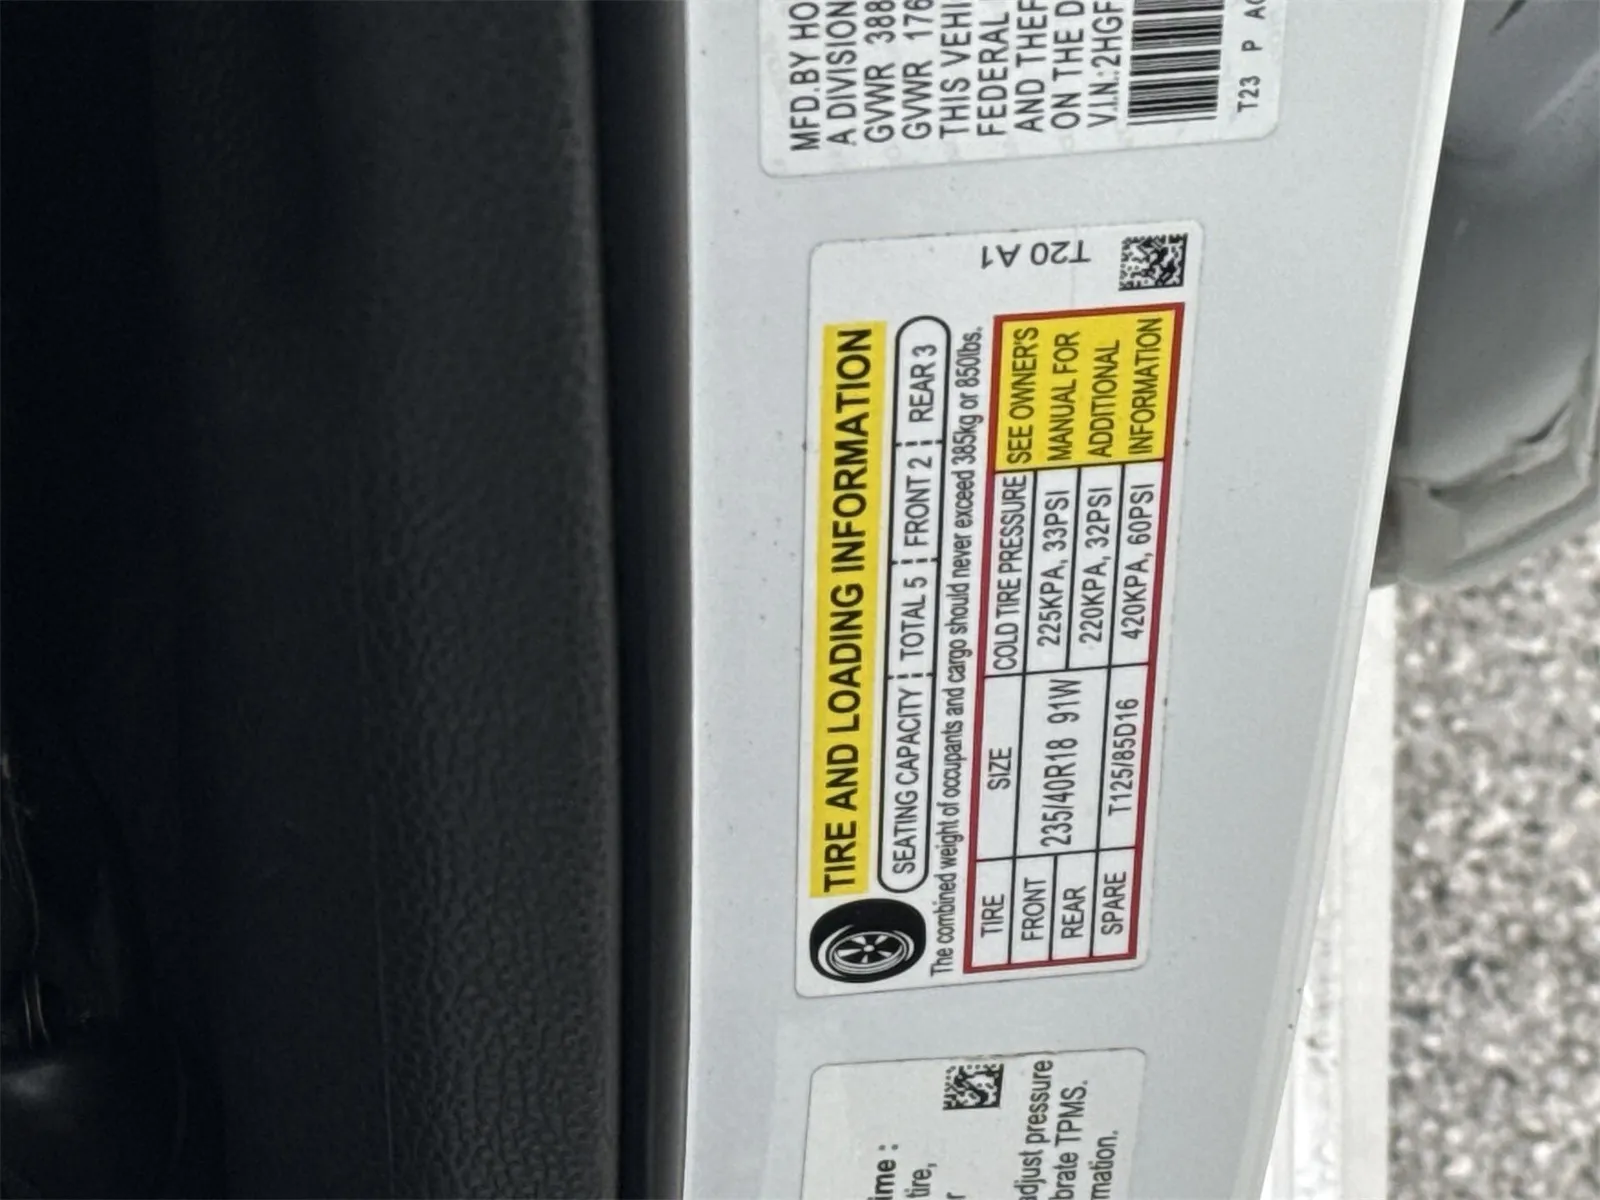 MFD.BY HO
A DIVISION
GVWR 388
GVWR 176
THIS VEHI
FEDERAL
AND THEF
ON THE D
V.I.N.:2HGF
T23 P AC
T20 A1
TIRE AND LOADING INFORMATION
SEATING CAPACITY TOTAL 5 FRONT 2 REAR 3
The combined weight of occupants and cargo should never exceed 385kg or 850lbs.
TIRE SIZE COLD TIRE PRESSURE SEE OWNER'S
FRONT 235/40R18 91W 225KPA, 33PSI MANUAL FOR
REAR 220KPA, 32PSI ADDITIONAL
SPARE T125/85D16 420KPA, 60PSI INFORMATION
ime :
tire,
r
djust pressure
brate TPMS.
mation.